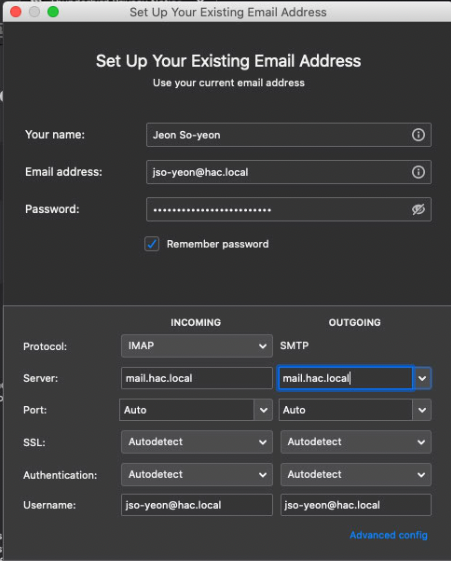 Set Up Your Existing Email Address
Set Up Your Existing Email Address
Use your current email address
Your name: Jeon So-yeon
Email address: jso-yeon@hac.local
Password: ••••••••••••••••••••••••
Remember password
INCOMING OUTGOING
Protocol: IMAP SMTP
Server: mail.hac.local mail.hac.local
Port: Auto Auto
SSL: Autodetect Autodetect
Authentication: Autodetect Autodetect
Username: jso-yeon@hac.local jso-yeon@hac.local
Advanced config